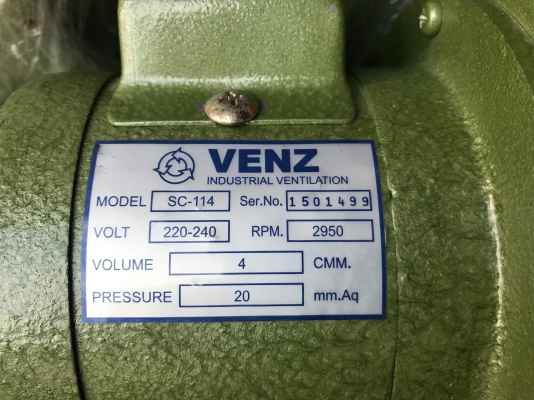 VENZ
INDUSTRIAL VENTILATION
MODEL SC-114 Ser.No. 1501499
VOLT 220-240 RPM. 2950
VOLUME 4 CMM.
PRESSURE 20 mm.Aq